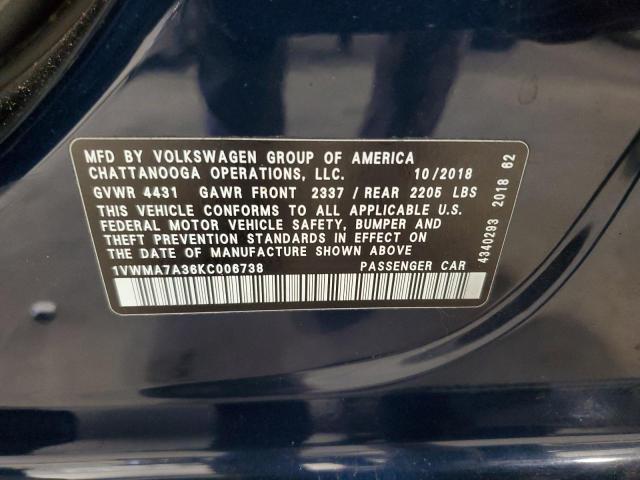 MFD BY VOLKSWAGEN GROUP OF AMERICA
CHATTANOOGA OPERATIONS, LLC. 10/2018
GVWR 4431 GAWR FRONT 2337 / REAR 2205 LBS
THIS VEHICLE CONFORMS TO ALL APPLICABLE U.S.
FEDERAL MOTOR VEHICLE SAFETY, BUMPER AND
THEFT PREVENTION STANDARDS IN EFFECT ON
THE DATE OF MANUFACTURE SHOWN ABOVE
1VWMA7A36KC006738 PASSENGER CAR
4340293 2018 62